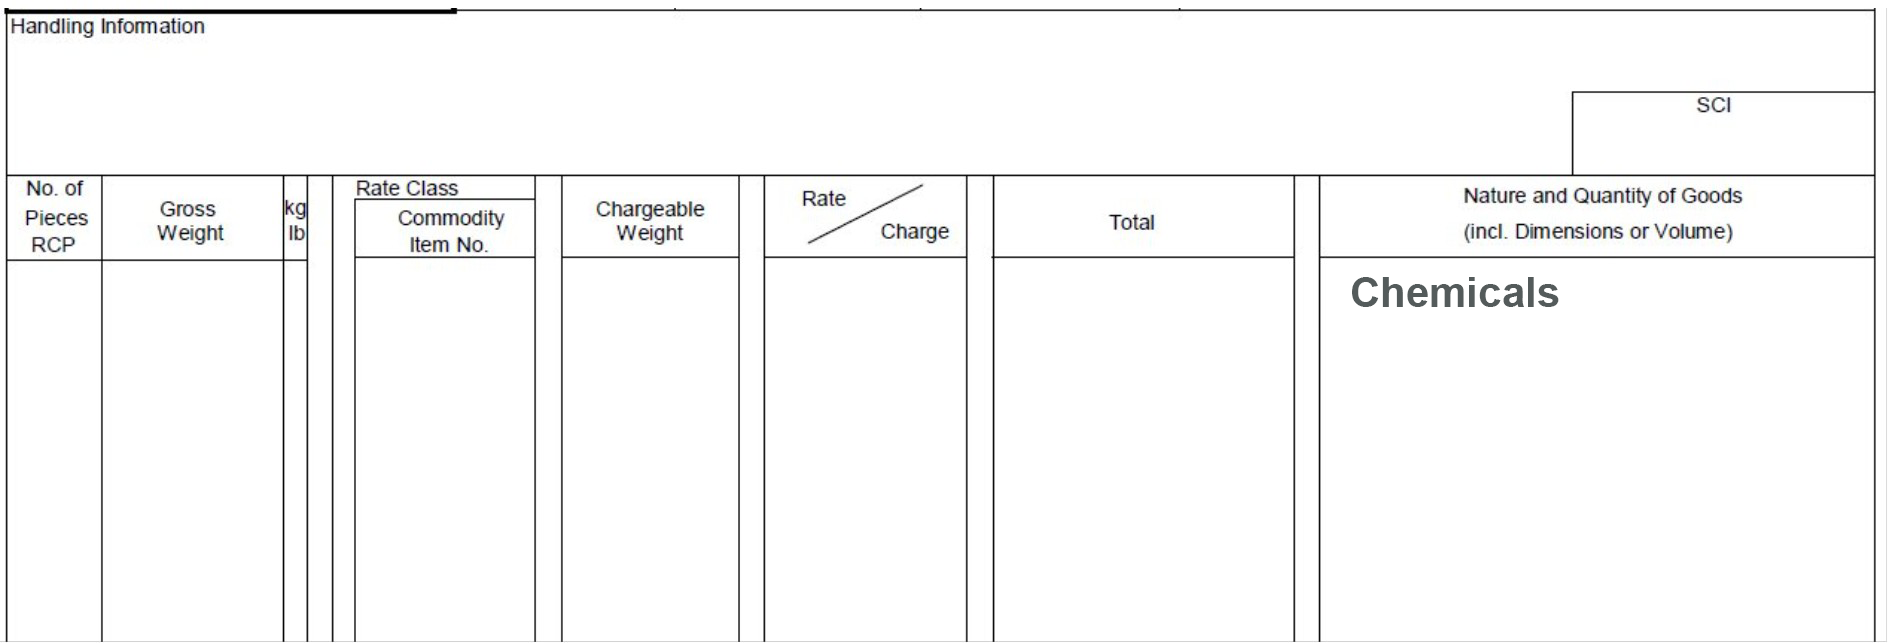 Handling Information
SCI
No. of
Pieces
RCP
Gross
Weight
kg
lb
Rate Class
Commodity
Item No.
Chargeable
Weight
Rate
Charge
Total
Nature and Quantity of Goods
(incl. Dimensions or Volume)
Chemicals